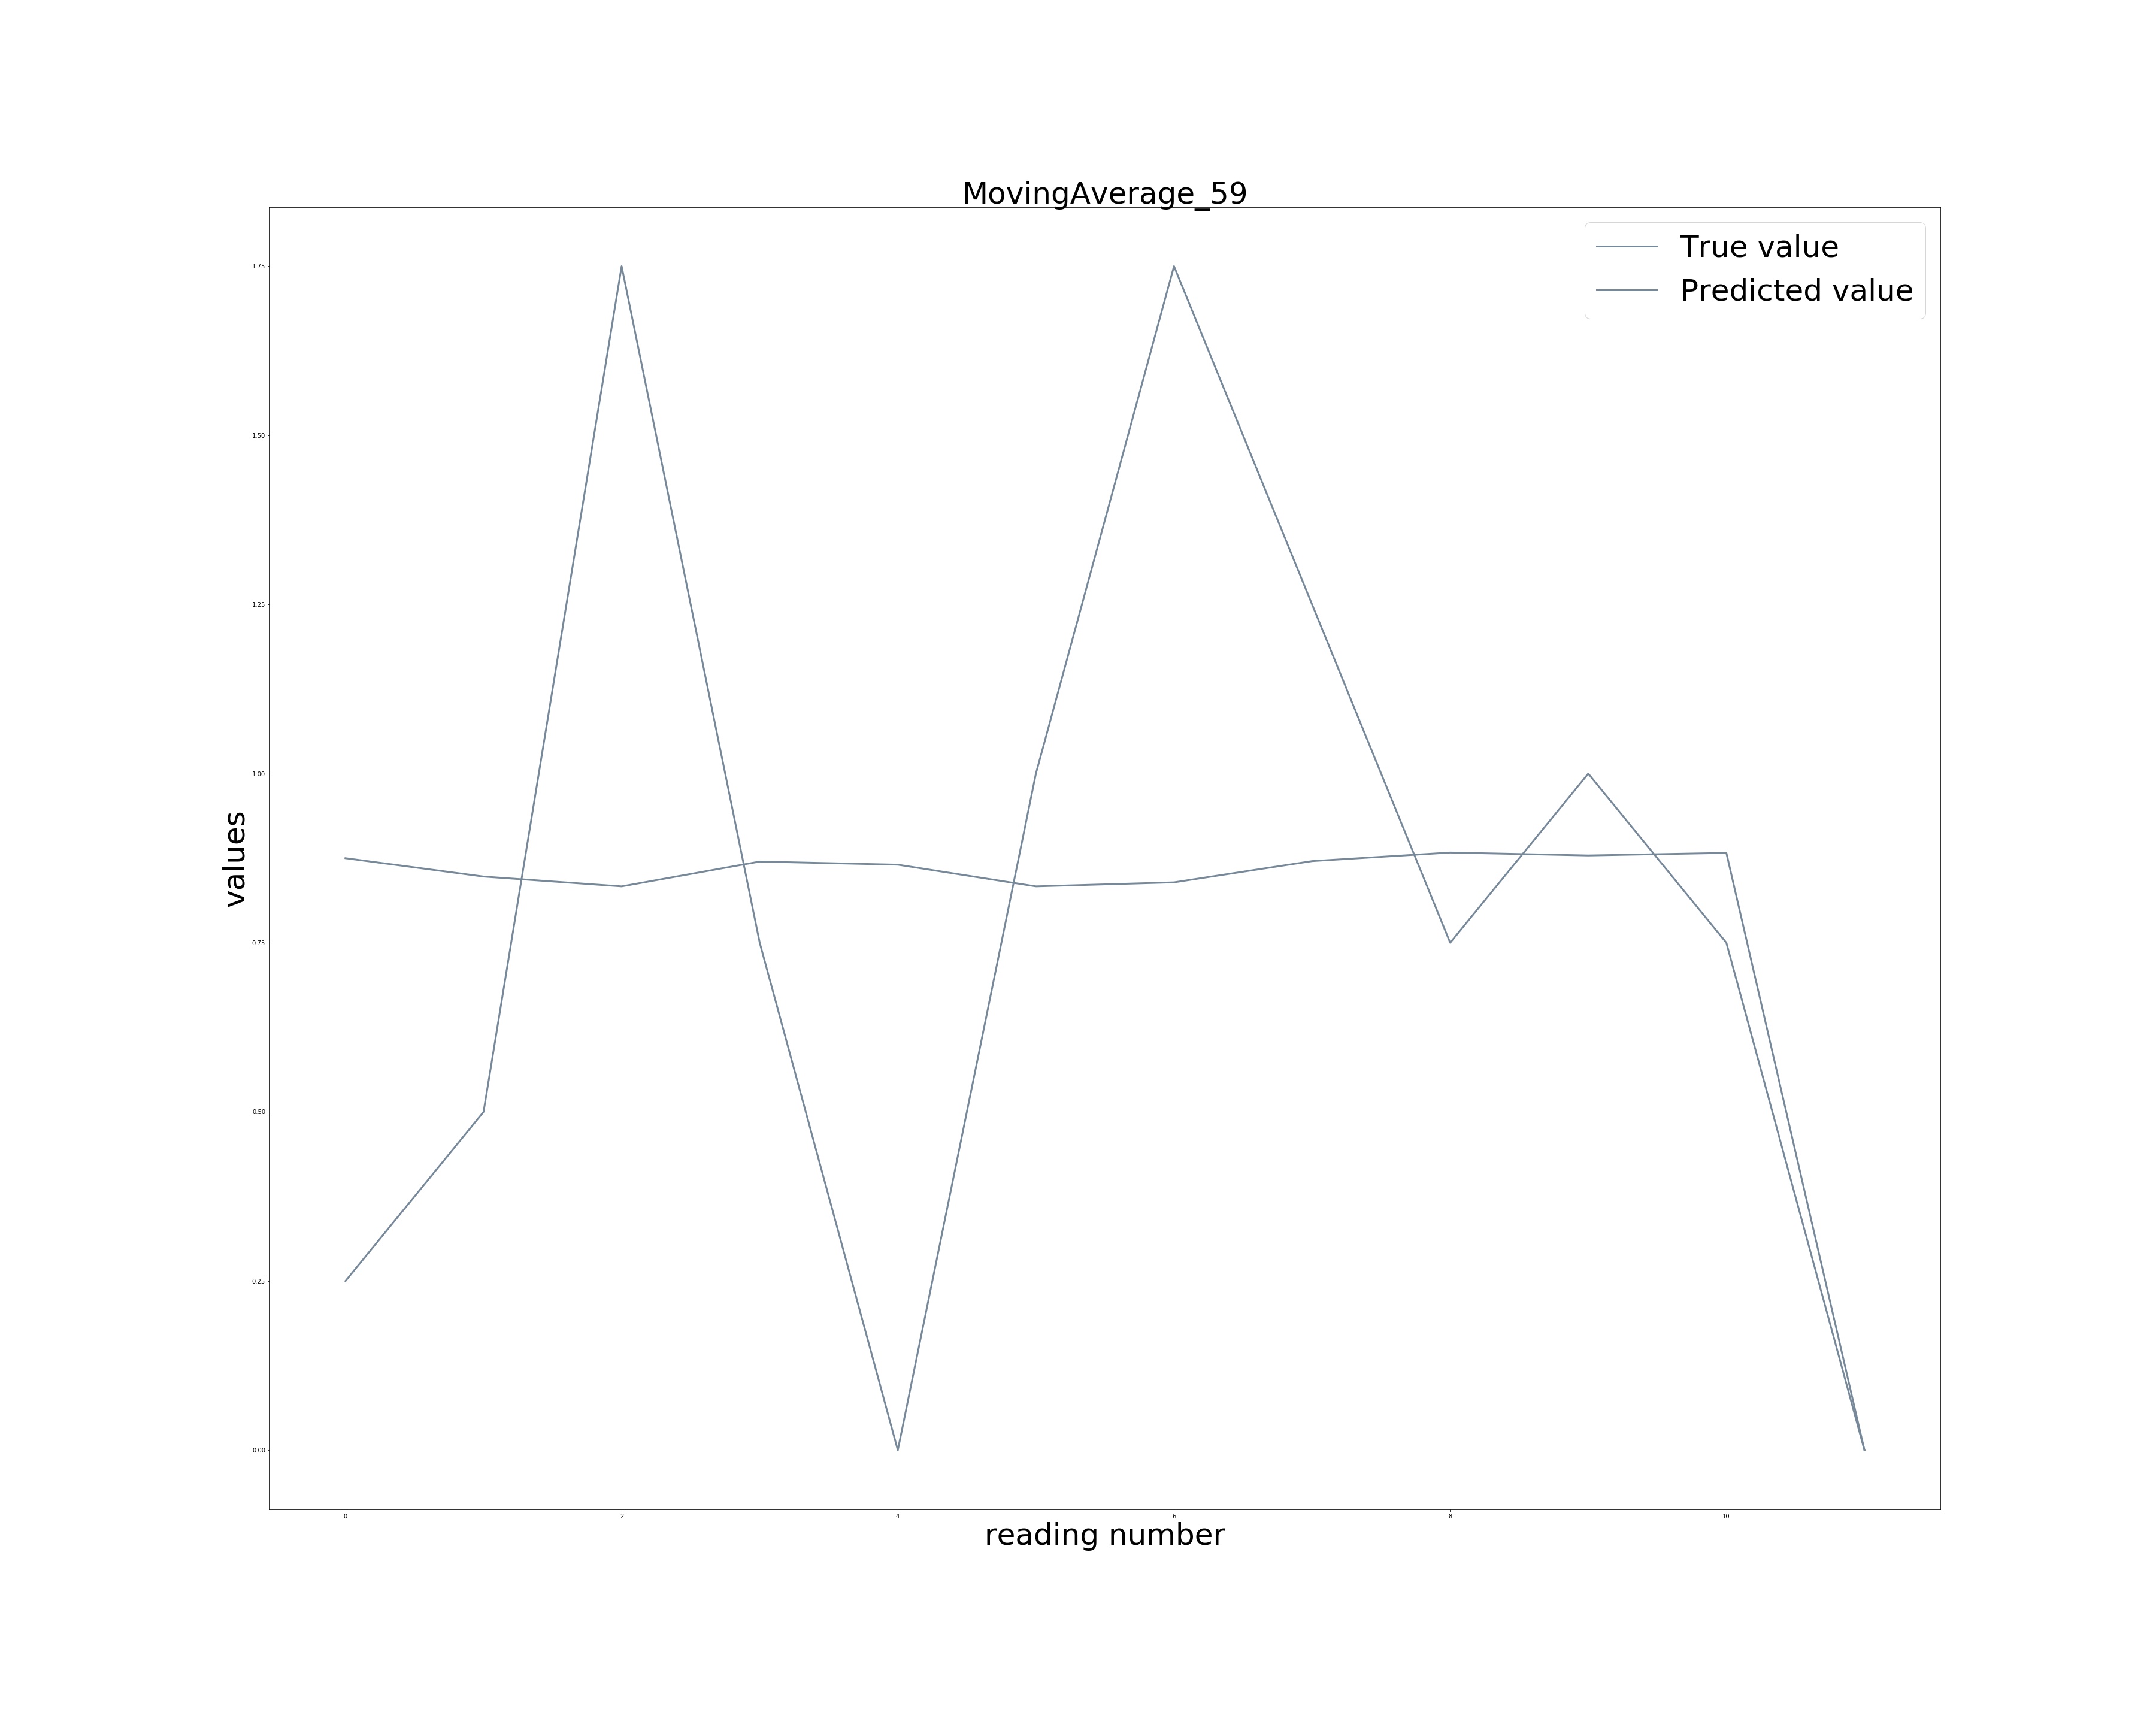 MovingAverage_59
True value
Predicted value
1.75
1.50
1.25
1.00
values
0.75
0.50
0.25
0.00
0 2 4 6 8 10
reading number